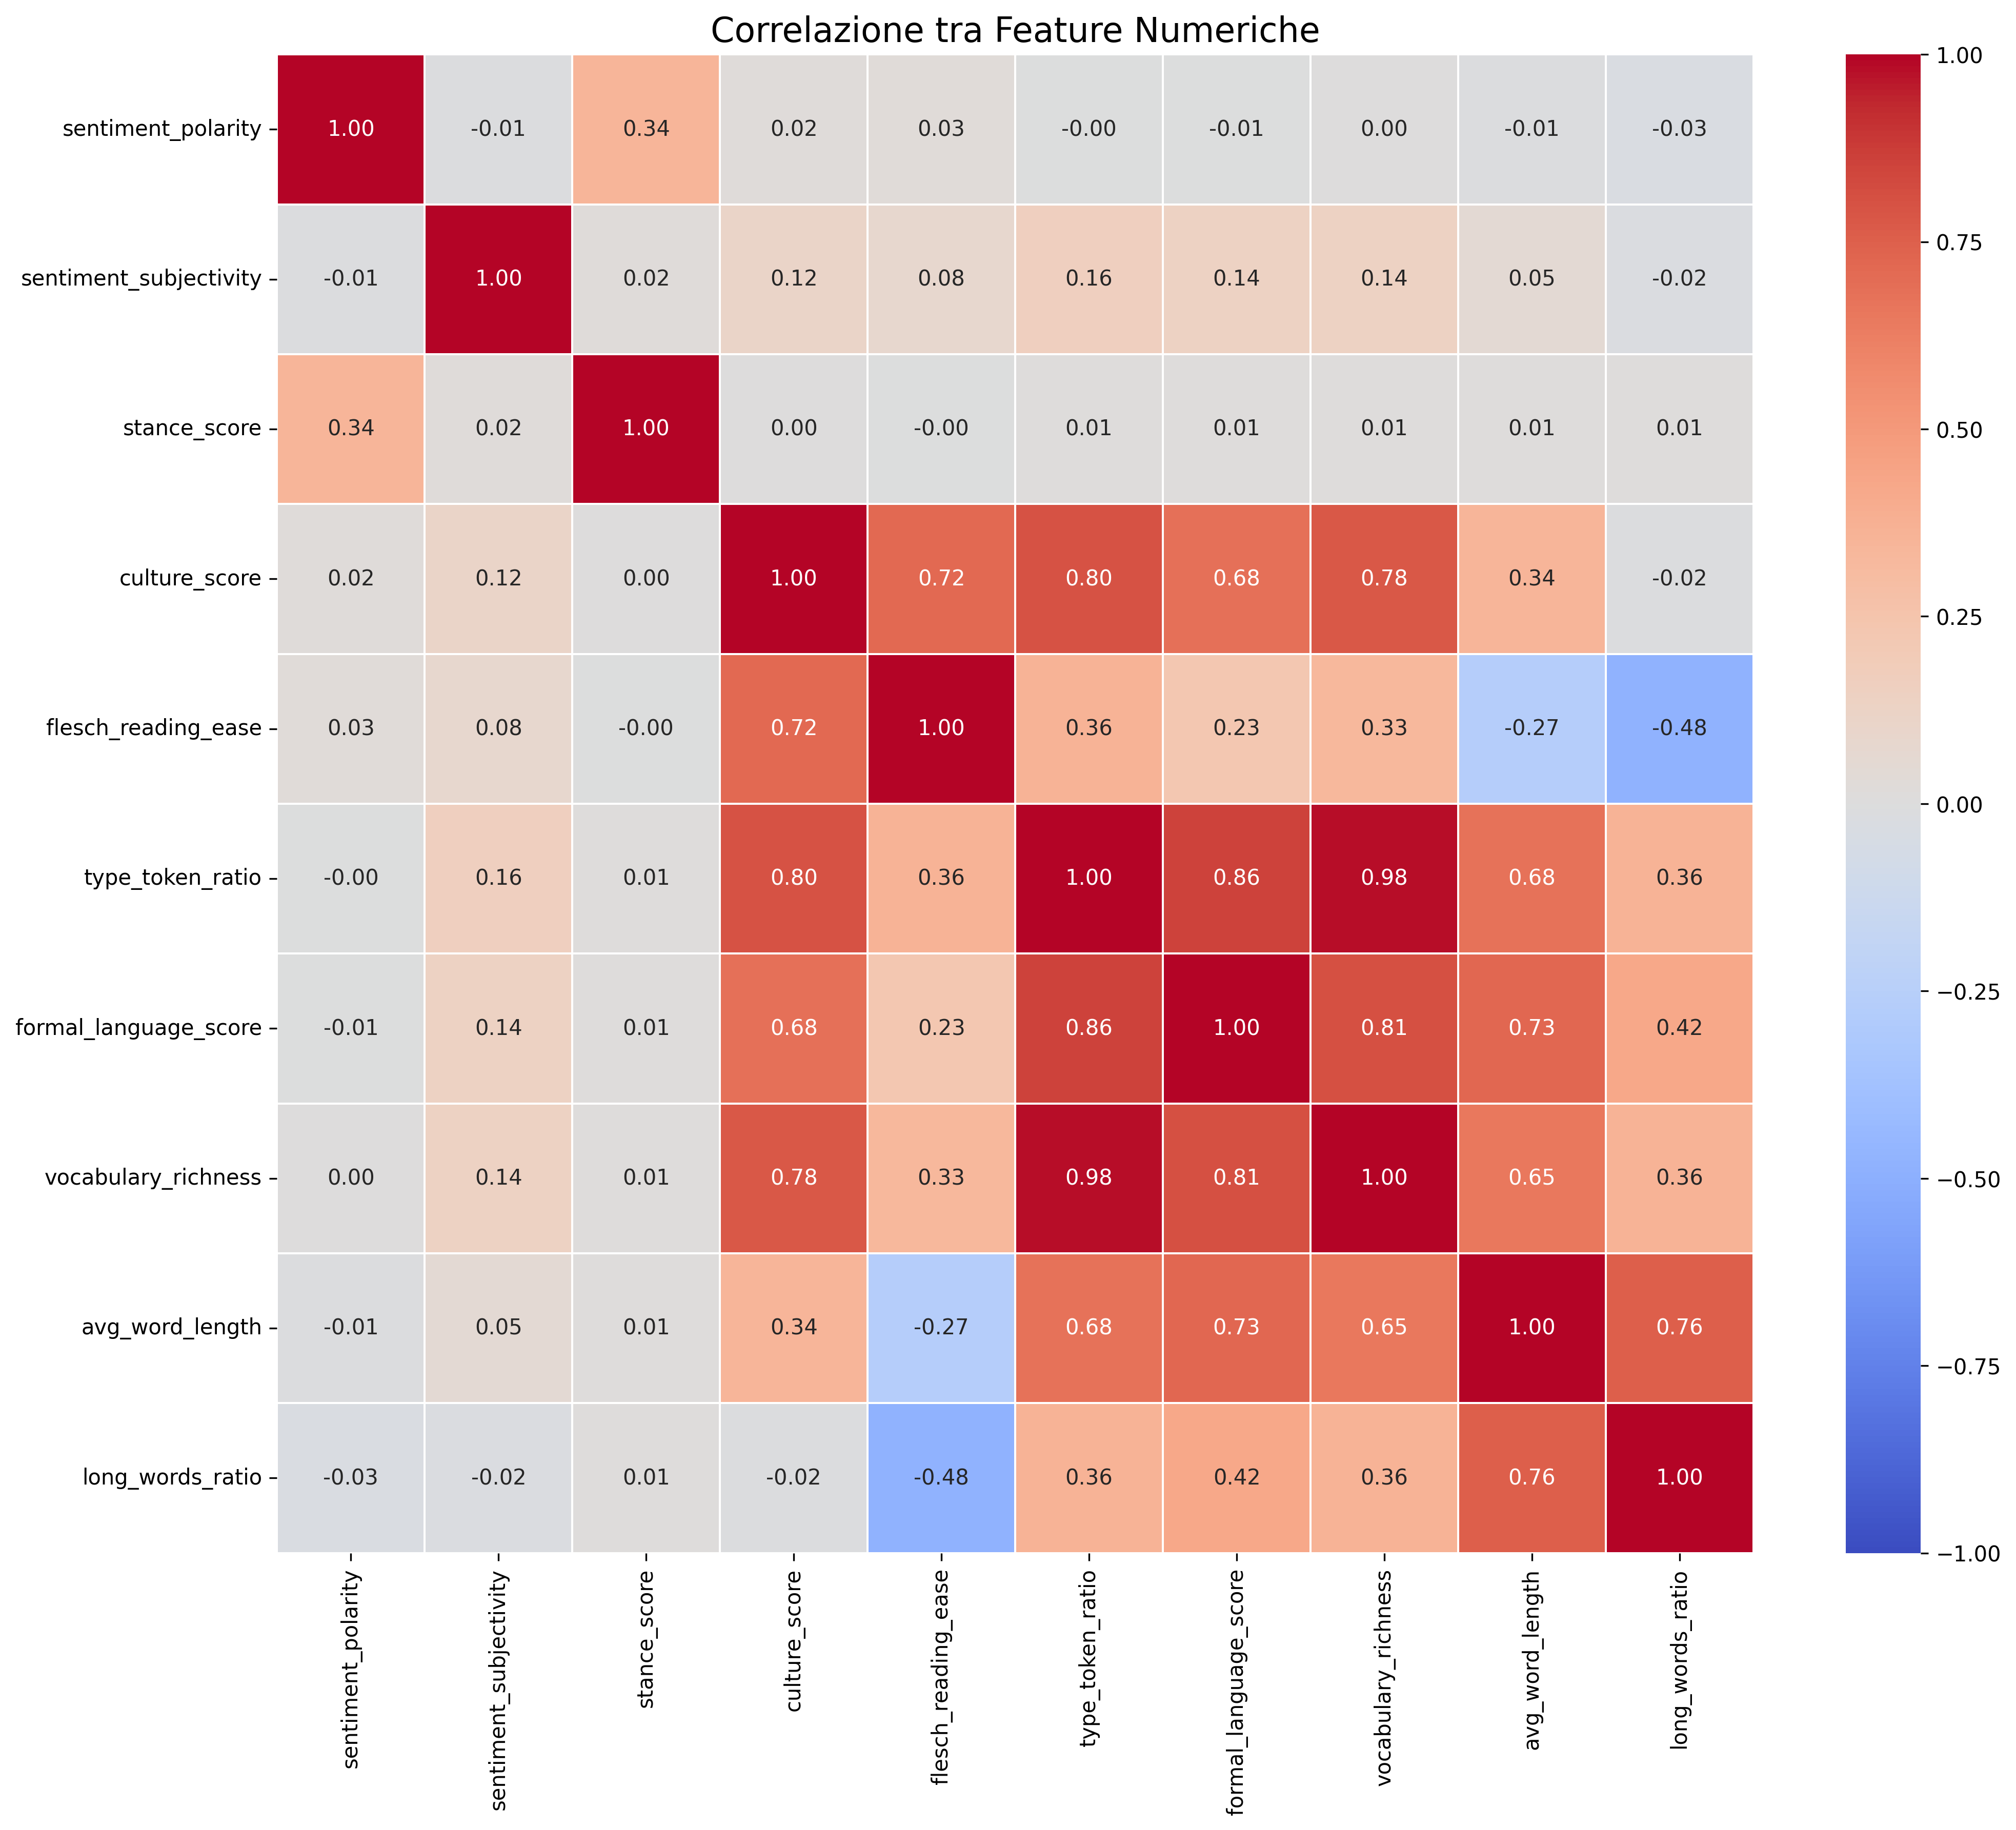 Correlazione tra Feature Numeriche
sentiment_polarity 1.00 -0.01 0.34 0.02 0.03 -0.00 -0.01 0.00 -0.01 -0.03
sentiment_subjectivity -0.01 1.00 0.02 0.12 0.08 0.16 0.14 0.14 0.05 -0.02
stance_score 0.34 0.02 1.00 0.00 -0.00 0.01 0.01 0.01 0.01 0.01
culture_score 0.02 0.12 0.00 1.00 0.72 0.80 0.68 0.78 0.34 -0.02
flesch_reading_ease 0.03 0.08 -0.00 0.72 1.00 0.36 0.23 0.33 -0.27 -0.48
type_token_ratio -0.00 0.16 0.01 0.80 0.36 1.00 0.86 0.98 0.68 0.36
formal_language_score -0.01 0.14 0.01 0.68 0.23 0.86 1.00 0.81 0.73 0.42
vocabulary_richness 0.00 0.14 0.01 0.78 0.33 0.98 0.81 1.00 0.65 0.36
avg_word_length -0.01 0.05 0.01 0.34 -0.27 0.68 0.73 0.65 1.00 0.76
long_words_ratio -0.03 -0.02 0.01 -0.02 -0.48 0.36 0.42 0.36 0.76 1.00
sentiment_polarity
sentiment_subjectivity
stance_score
culture_score
flesch_reading_ease
type_token_ratio
formal_language_score
vocabulary_richness
avg_word_length
long_words_ratio
1.00
0.75
0.50
0.25
0.00
−0.25
−0.50
−0.75
−1.00